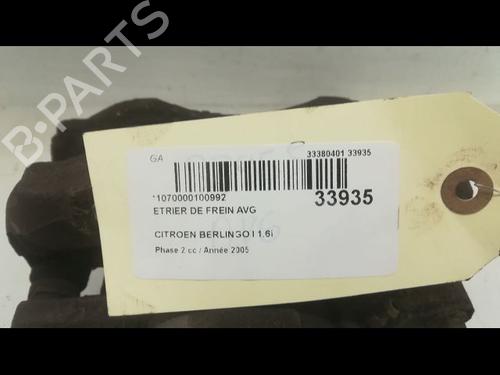 B-PARTS
GA
33380401 33935
*1070000100992
33935
ETRIER DE FREIN AVG
CITROEN BERLINGO I 1.6i
Phase 2 cc / Année 2005